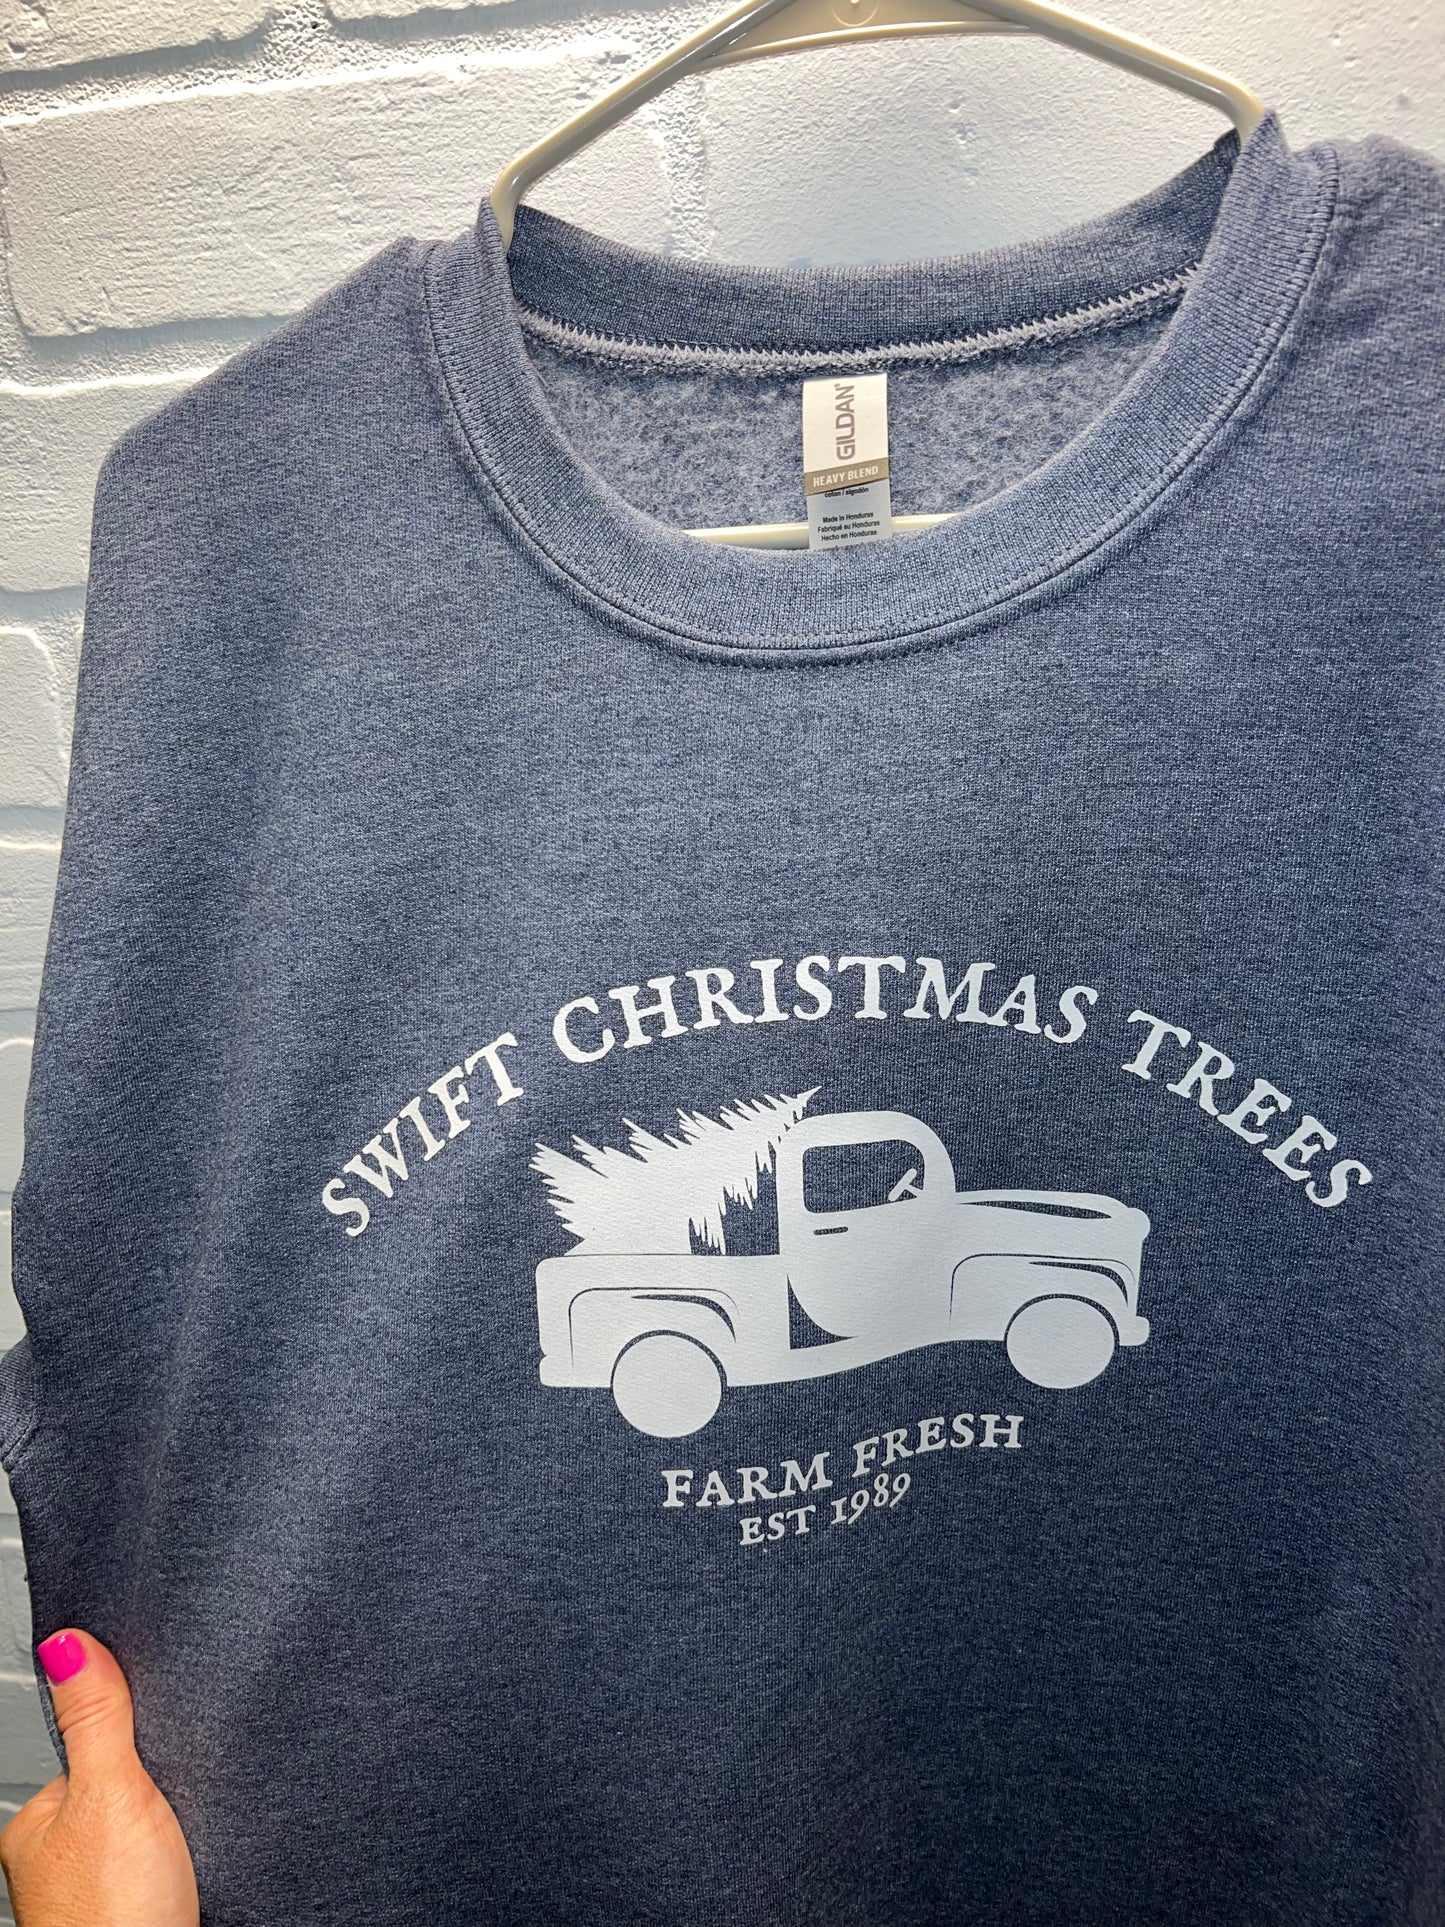 GILDAN®
HEAVY BLEND
coton / algodón
Made in Honduras
Fabriqué au Honduras
Hecho en Honduras
SWIFT CHRISTMAS TREES
FARM FRESH
EST 1989